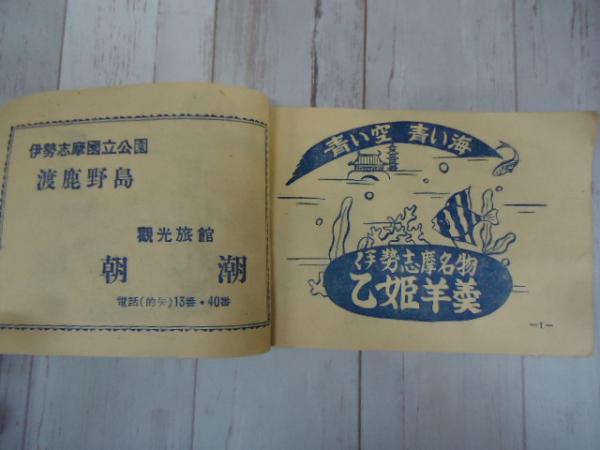 伊勢志摩國立公園
渡鹿野島
觀光旅館
朝潮
電話(的矢)13番・40番
青い空 青い海
伊勢志摩名物
乙姫羊羹
—1—